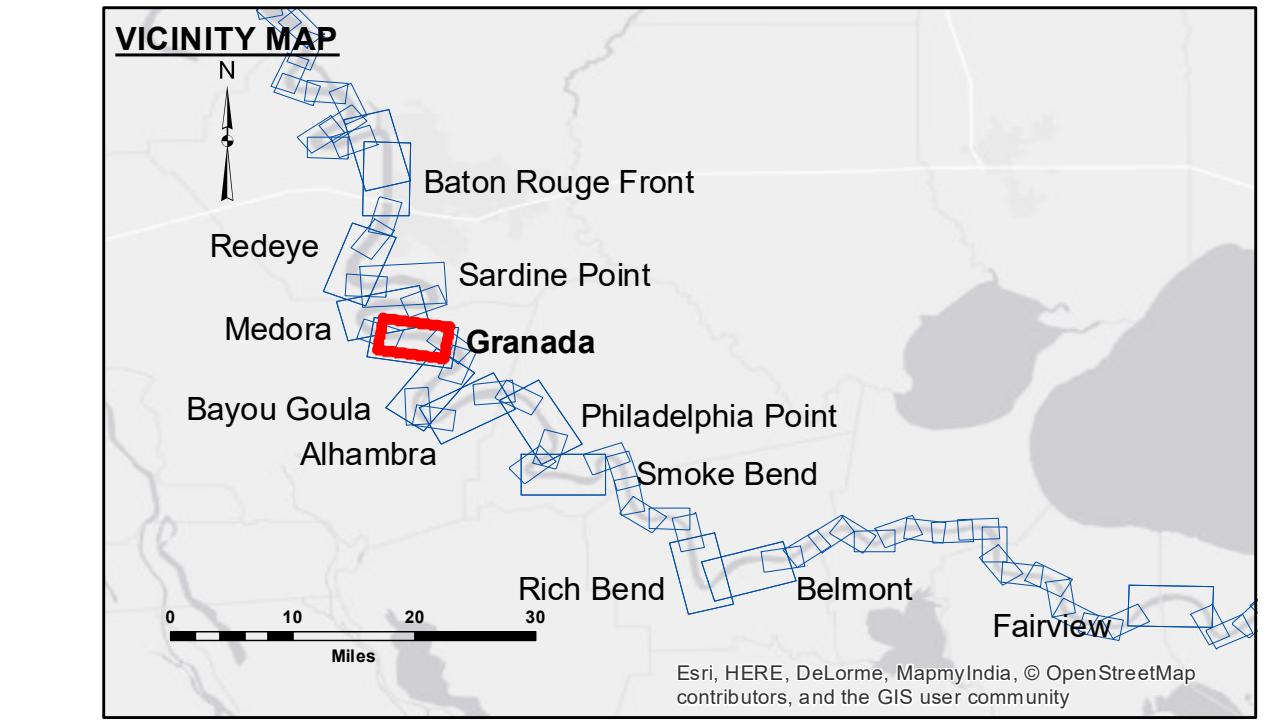 VICINITY MAP
N
Baton Rouge Front
Redeye
Sardine Point
Medora
Granada
Bayou Goula
Philadelphia Point
Alhambra
Smoke Bend
Rich Bend
Belmont
Fairview
0 10 20 30
Miles
Esri, HERE, DeLorme, MapmyIndia, © OpenStreetMap
contributors, and the GIS user community